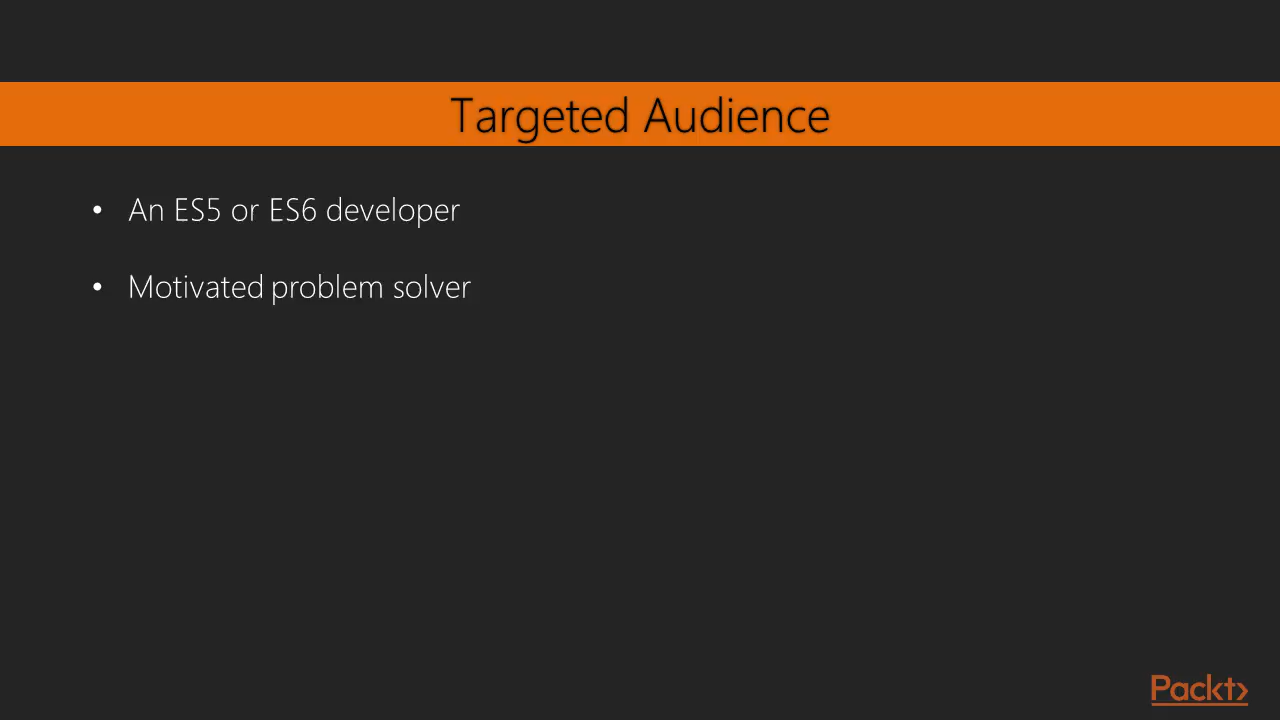 Targeted Audience
• An ES5 or ES6 developer
• Motivated problem solver
Packt>